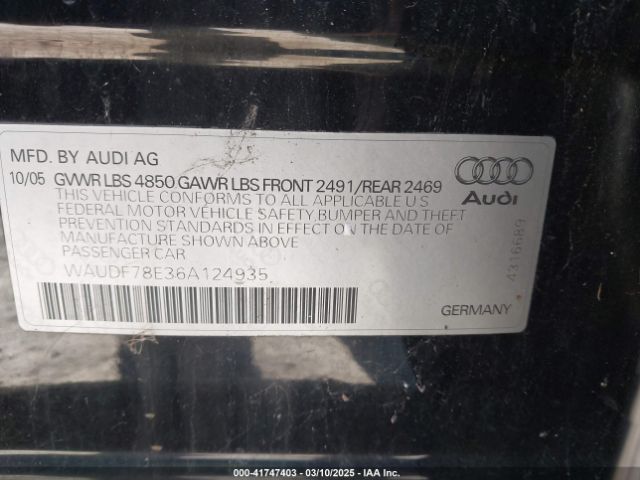 MFD. BY AUDI AG
10/05 GVWR LBS 4850 GAWR LBS FRONT 2491/REAR 2469
THIS VEHICLE CONFORMS TO ALL APPLICABLE U S
FEDERAL MOTOR VEHICLE SAFETY, BUMPER AND THEFT
PREVENTION STANDARDS IN EFFECT ON THE DATE OF
MANUFACTURE SHOWN ABOVE
PASSENGER CAR
WAUDF78E36A124935
Audi
4316689
GERMANY
000-41747403 — 03/10/2025 — IAA Inc.